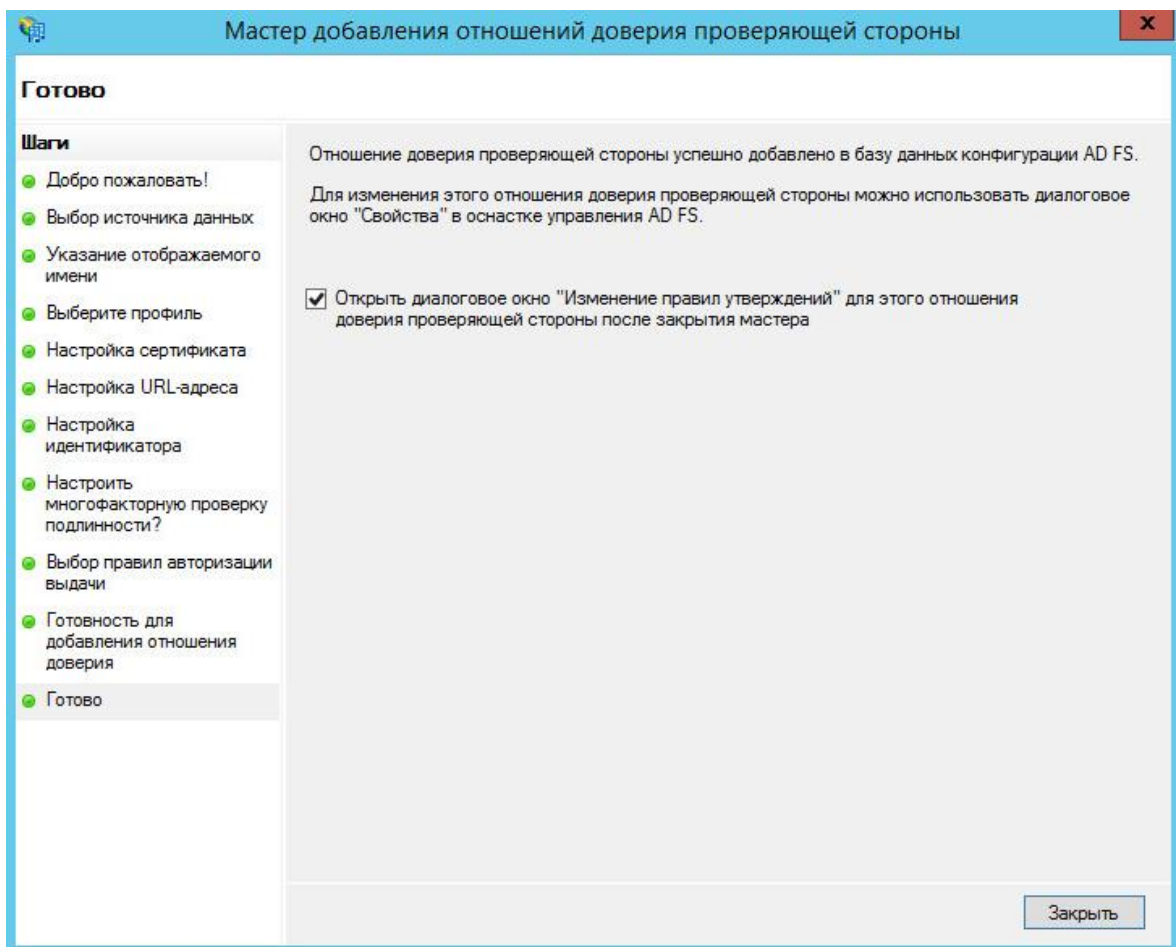 Мастер добавления отношений доверия проверяющей стороны
x
Готово
Шаги
Добро пожаловать!
Выбор источника данных
Указание отображаемого
имени
Выберите профиль
Настройка сертификата
Настройка URL-адреса
Настройка
идентификатора
Настроить
многофакторную проверку
подлинности?
Выбор правил авторизации
выдачи
Готовность для
добавления отношения
доверия
Готово
Отношение доверия проверяющей стороны успешно добавлено в базу данных конфигурации AD FS.
Для изменения этого отношения доверия проверяющей стороны можно использовать диалоговое
окно "Свойства" в оснастке управления AD FS.
Открыть диалоговое окно "Изменение правил утверждений" для этого отношения
доверия проверяющей стороны после закрытия мастера
Закрыть